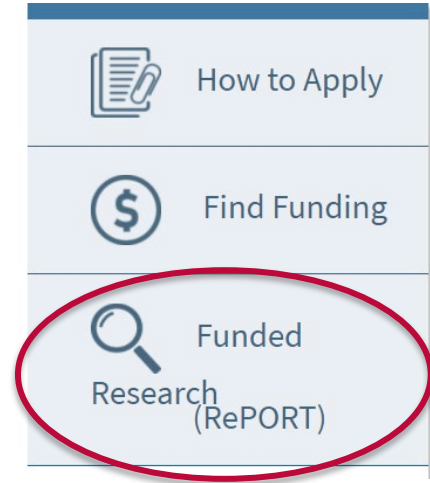 How to Apply
$ Find Funding
Funded
Research
(RePORT)